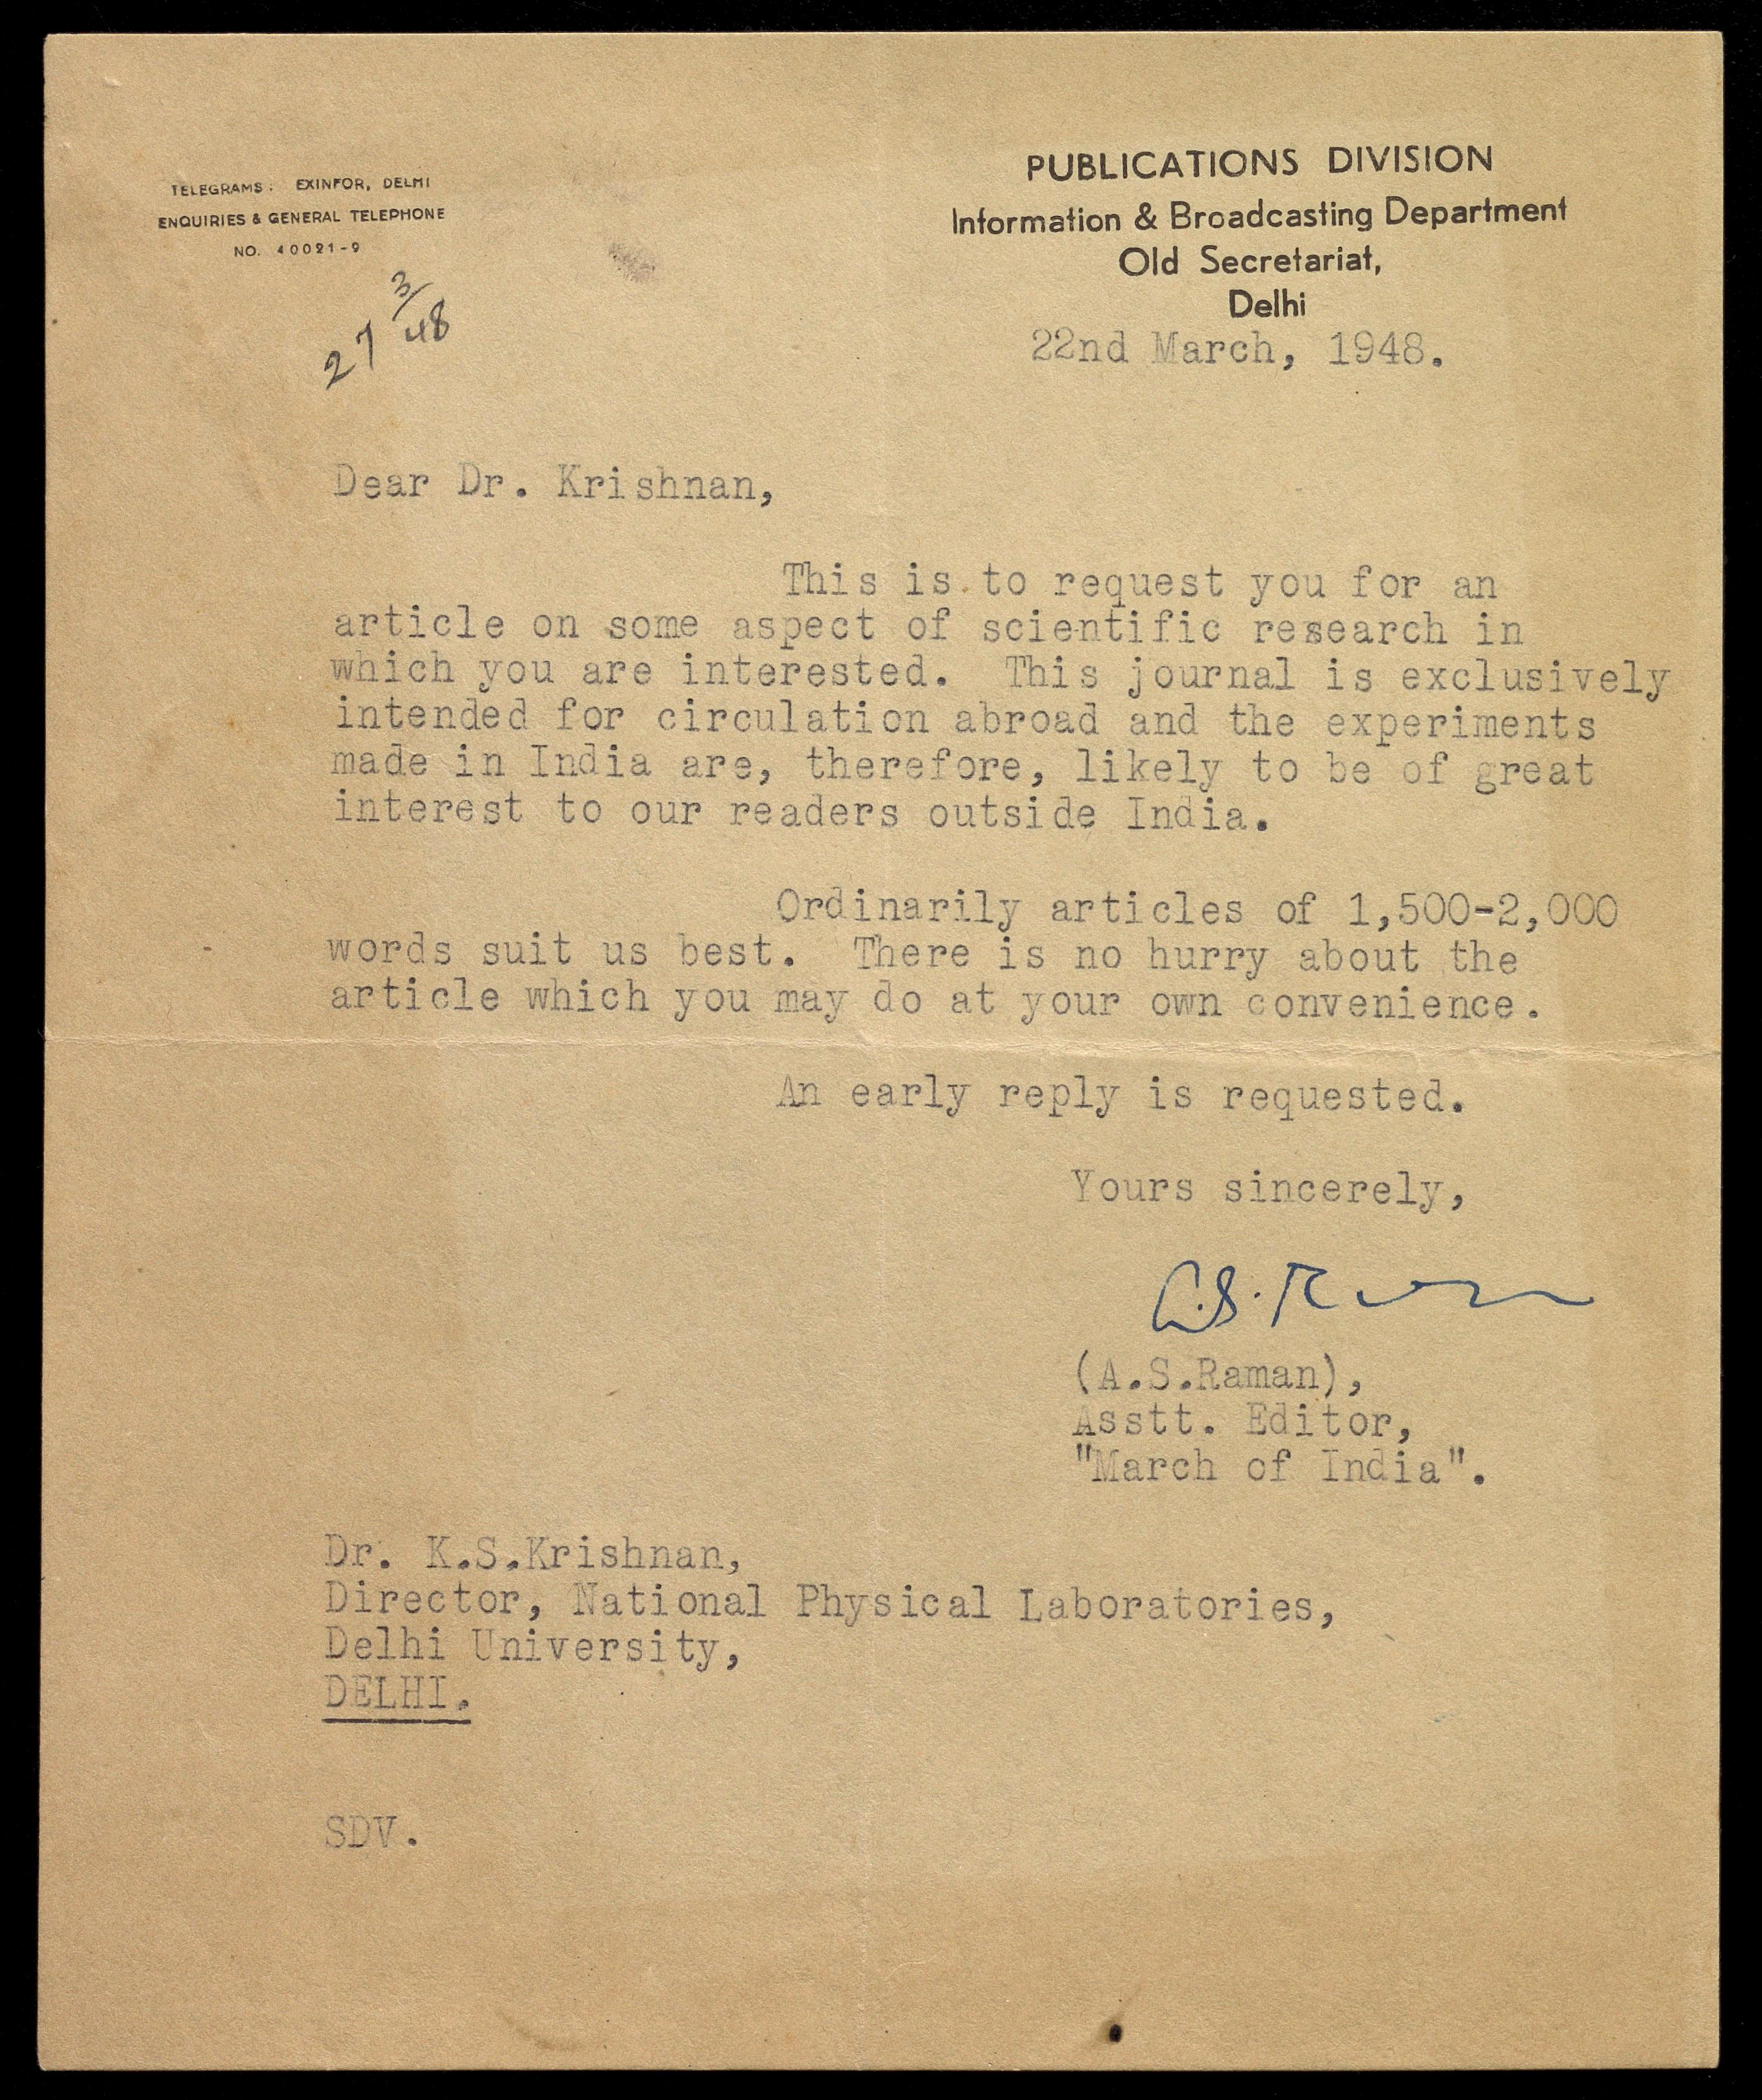 TELEGRAMS: EXINFOR, DELHI
ENQUIRIES & GENERAL TELEPHONE
NO. 40021-9
27 3/48
PUBLICATIONS DIVISION
Information & Broadcasting Department
Old Secretariat,
Delhi
22nd March, 1948.
Dear Dr. Krishnan,
This is to request you for an
article on some aspect of scientific research in
which you are interested. This journal is exclusively
intended for circulation abroad and the experiments
made in India are, therefore, likely to be of great
interest to our readers outside India.
Ordinarily articles of 1,500-2,000
words suit us best. There is no hurry about the
article which you may do at your own convenience.
An early reply is requested.
Yours sincerely,
A.S. Raman
(A.S.Raman),
Asstt. Editor,
"March of India".
Dr. K.S.Krishnan,
Director, National Physical Laboratories,
Delhi University,
DELHI.
SDV.